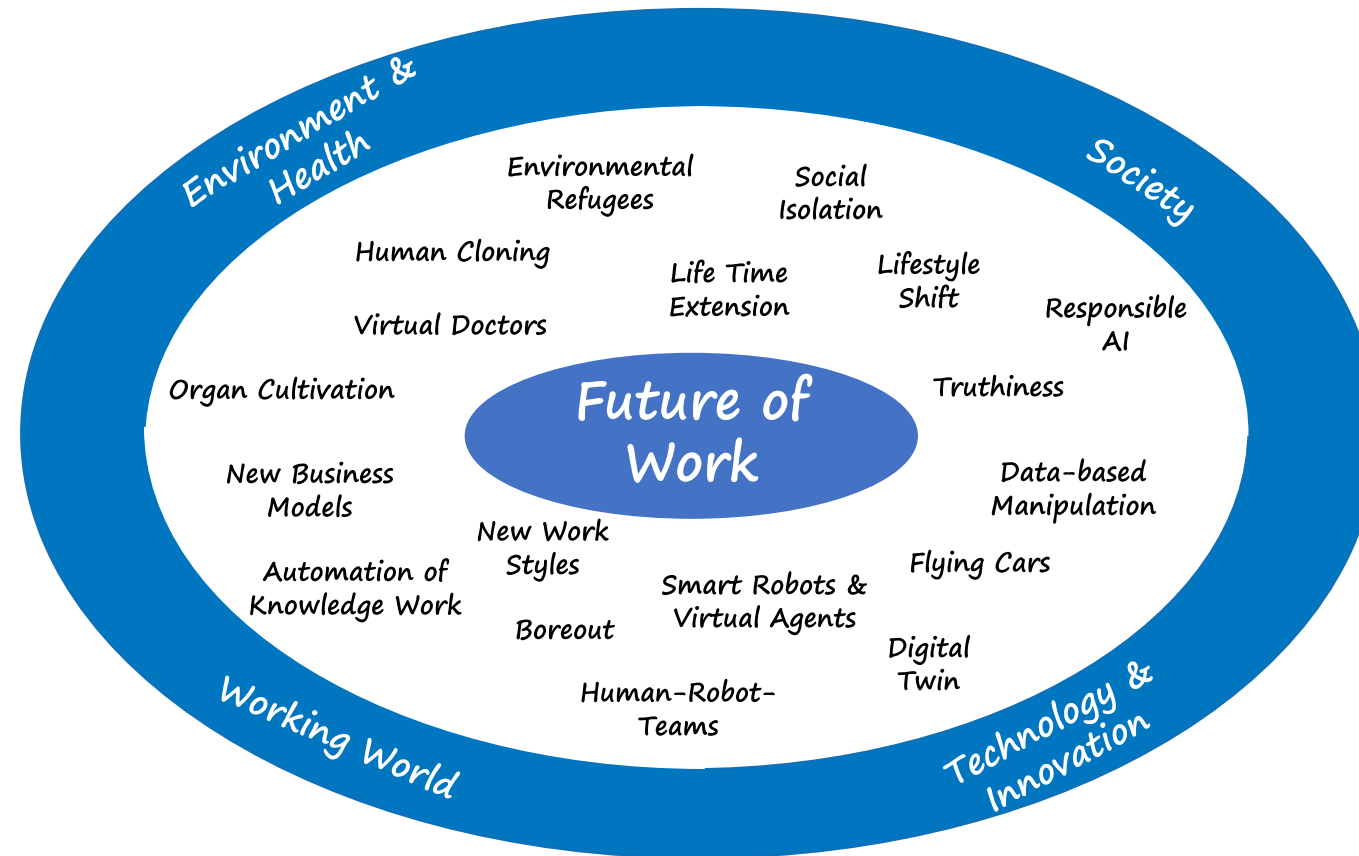 Environment &
Health
Society
Environmental
Refugees
Social
Isolation
Human Cloning
Life Time
Extension
Lifestyle
Shift
Responsible
AI
Virtual Doctors
Organ Cultivation
Future of
Work
Truthiness
New Business
Models
Data-based
Manipulation
New Work
Styles
Automation of
Knowledge Work
Smart Robots &
Virtual Agents
Flying Cars
Boreout
Digital
Twin
Human-Robot-
Teams
Working World
Technology &
Innovation